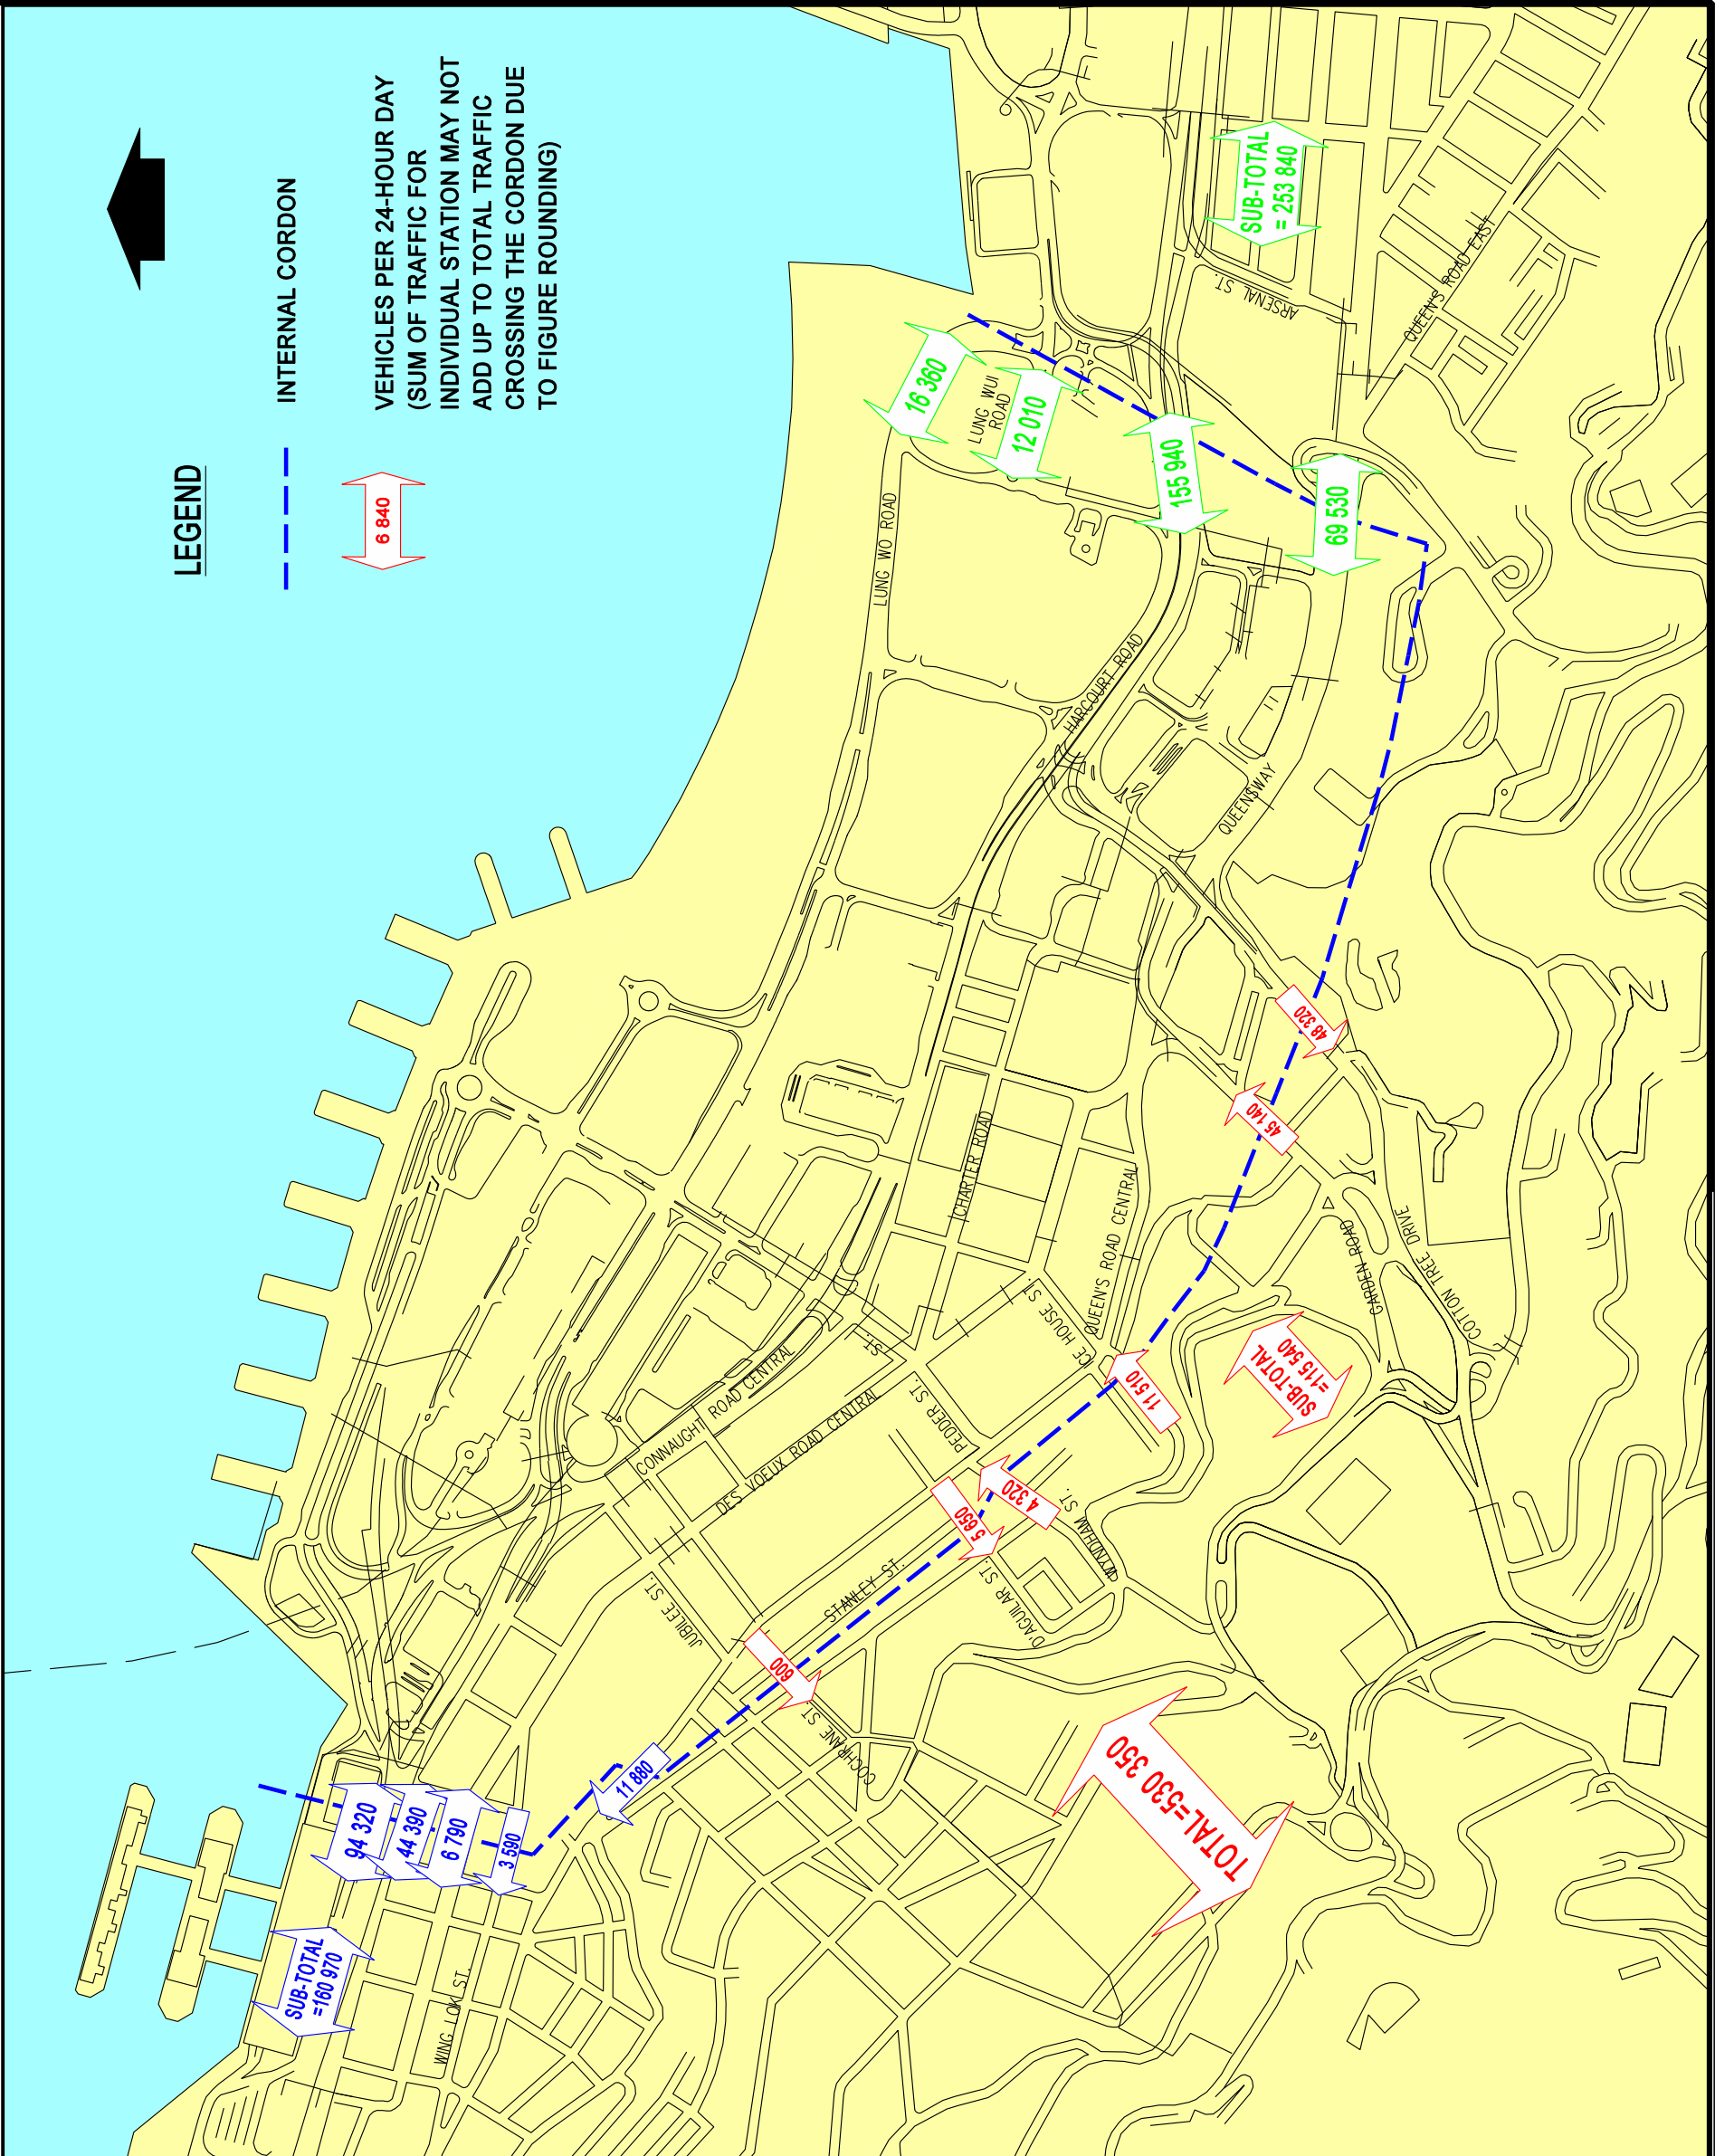 LEGEND
INTERNAL CORDON
6 840
VEHICLES PER 24-HOUR DAY
(SUM OF TRAFFIC FOR
INDIVIDUAL STATION MAY NOT
ADD UP TO TOTAL TRAFFIC
CROSSING THE CORDON DUE
TO FIGURE ROUNDING)
SUB-TOTAL
=160 970
WING LOK ST.
94 320
44 390
6 790
3 590
11 880
600
JUBILEE ST.
COCHRANE ST.
STANLEY ST.
CONNAUGHT ROAD CENTRAL
DES VOEUX ROAD CENTRAL
PEDDER ST.
ST.
D'AGUILAR ST.
WYNDHAM ST.
5 650
4 320
11 510
ICE HOUSE ST.
QUEEN'S ROAD CENTRAL
CHARTER ROAD
TOTAL=530 350
SUB-TOTAL
=115 540
GARDEN ROAD
COTTON TREE DRIVE
45 140
48 320
QUEENSWAY
HARCOURT ROAD
LUNG WO ROAD
LUNG WUI
ROAD
16 360
12 010
155 940
69 530
ARSENAL ST.
QUEEN'S ROAD EAST
SUB-TOTAL
= 253 840